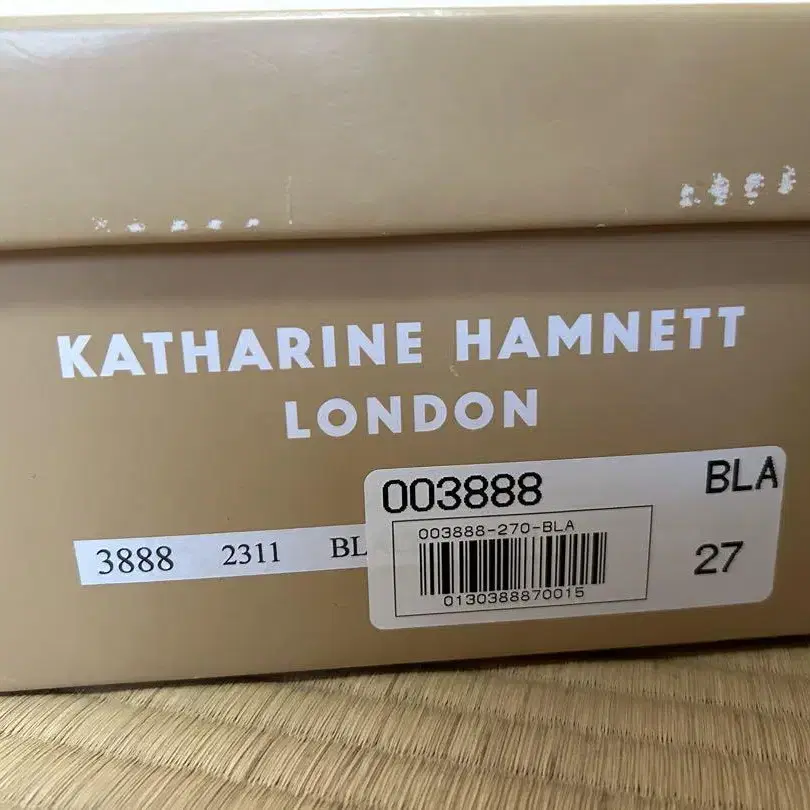 KATHARINE HAMNETT
LONDON
003888 BLA
003888-270-BLA
0130388870015
27
3888 2311 BL